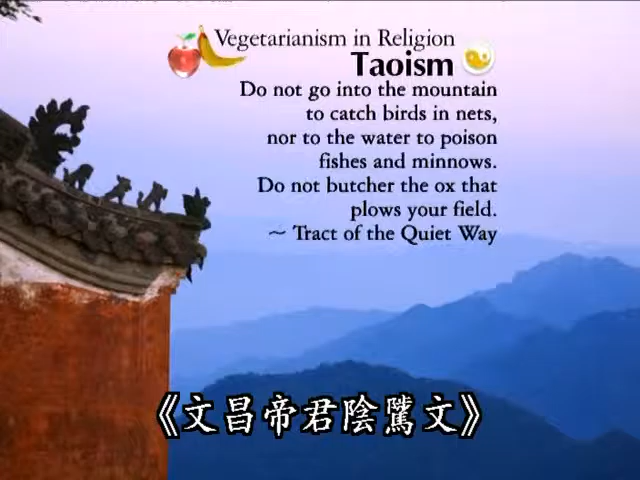 Vegetarianism in Religion
Taoism
Do not go into the mountain
to catch birds in nets,
nor to the water to poison
fishes and minnows.
Do not butcher the ox that
plows your field.
~ Tract of the Quiet Way
《文昌帝君陰騭文》